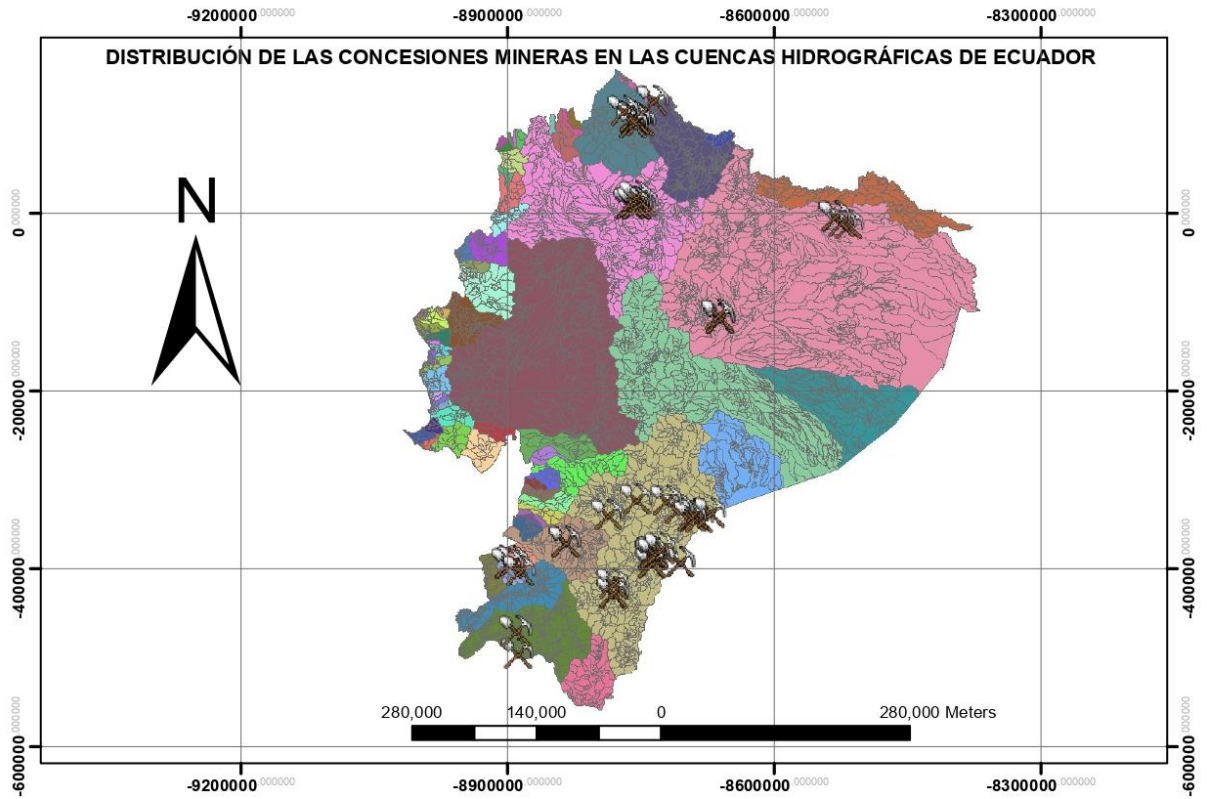 -9200000.000000 -8900000.000000 -8600000.000000 -8300000.000000
DISTRIBUCIÓN DE LAS CONCESIONES MINERAS EN LAS CUENCAS HIDROGRÁFICAS DE ECUADOR
N
0.000000 0.000000
-200000.000000 -200000.000000
-400000.000000 -400000.000000
280,000 140,000 0 280,000 Meters
-600000.000000 -600000.000000
-9200000.000000 -8900000.000000 -8600000.000000 -8300000.000000